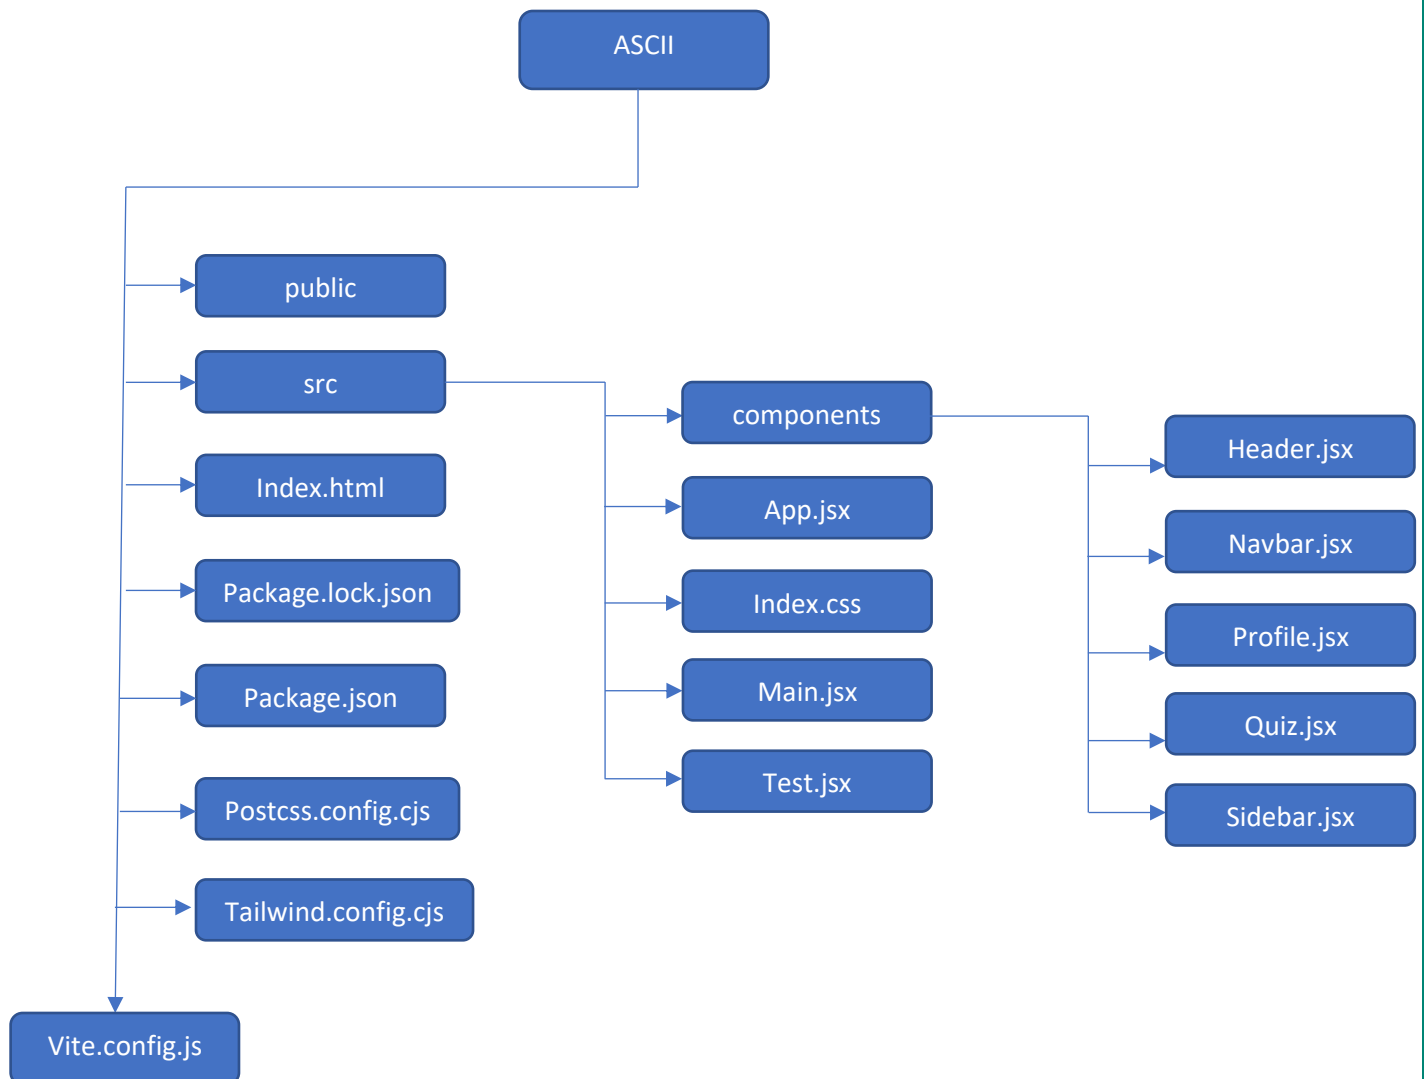 ASCII
public
src
Index.html
Package.lock.json
Package.json
Postcss.config.cjs
Tailwind.config.cjs
Vite.config.js
components
App.jsx
Index.css
Main.jsx
Test.jsx
Header.jsx
Navbar.jsx
Profile.jsx
Quiz.jsx
Sidebar.jsx